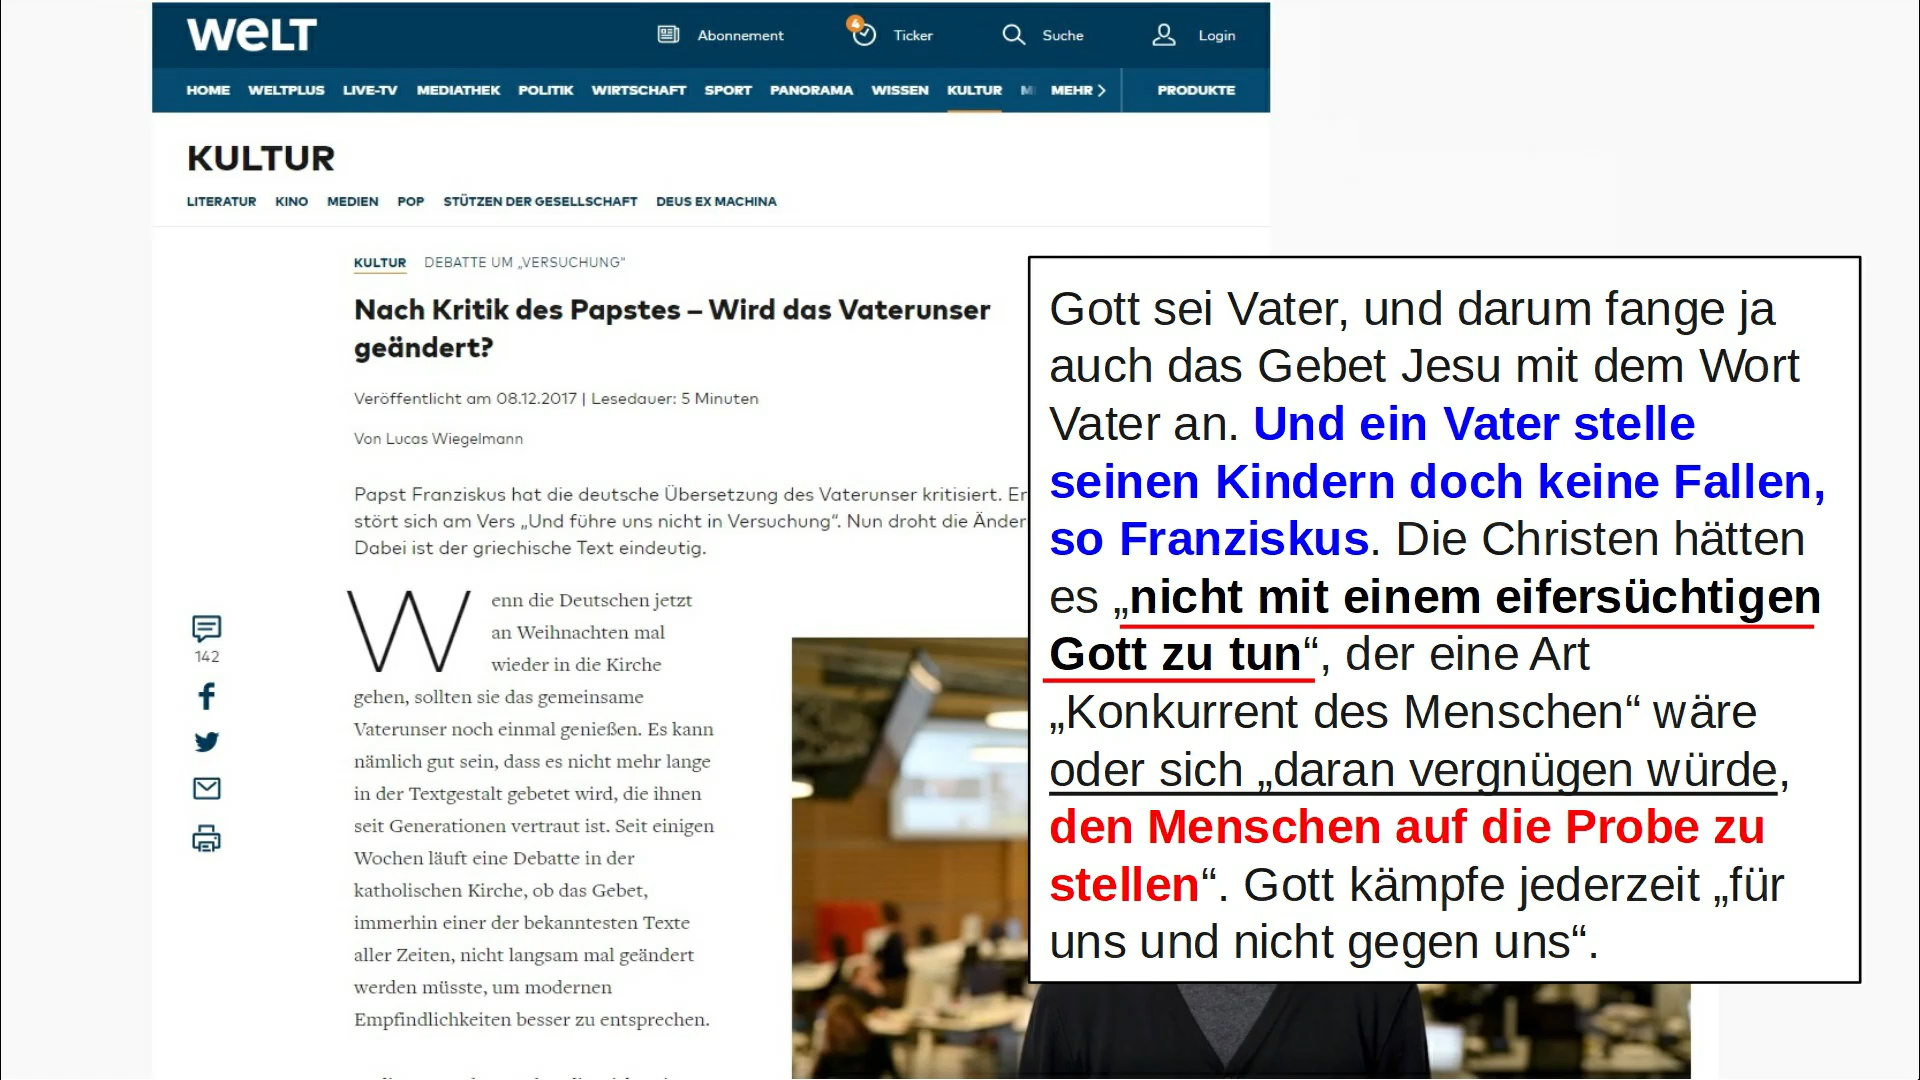 WELT
Abonnement
4
Ticker
Suche
Login
HOME WELTPLUS LIVE-TV MEDIATHEK POLITIK WIRTSCHAFT SPORT PANORAMA WISSEN KULTUR MEHR PRODUKTE
KULTUR
LITERATUR KINO MEDIEN POP STÜTZEN DER GESELLSCHAFT DEUS EX MACHINA
KULTUR DEBATTE UM „VERSUCHUNG“
Nach Kritik des Papstes – Wird das Vaterunser
geändert?
Veröffentlicht am 08.12.2017 | Lesedauer: 5 Minuten
Von Lucas Wiegelmann
Papst Franziskus hat die deutsche Übersetzung des Vaterunser kritisiert. Er
stört sich am Vers „Und führe uns nicht in Versuchung“. Nun droht die Änder
Dabei ist der griechische Text eindeutig.
Wenn die Deutschen jetzt
an Weihnachten mal
wieder in die Kirche
gehen, sollten sie das gemeinsame
Vaterunser noch einmal genießen. Es kann
nämlich gut sein, dass es nicht mehr lange
in der Textgestalt gebetet wird, die ihnen
seit Generationen vertraut ist. Seit einigen
Wochen läuft eine Debatte in der
katholischen Kirche, ob das Gebet,
immerhin einer der bekanntesten Texte
aller Zeiten, nicht langsam mal geändert
werden müsste, um modernen
Empfindlichkeiten besser zu entsprechen.
142
Gott sei Vater, und darum fange ja
auch das Gebet Jesu mit dem Wort
Vater an. Und ein Vater stelle
seinen Kindern doch keine Fallen,
so Franziskus. Die Christen hätten
es „nicht mit einem eifersüchtigen
Gott zu tun“, der eine Art
„Konkurrent des Menschen“ wäre
oder sich „daran vergnügen würde,
den Menschen auf die Probe zu
stellen“. Gott kämpfe jederzeit „für
uns und nicht gegen uns“.